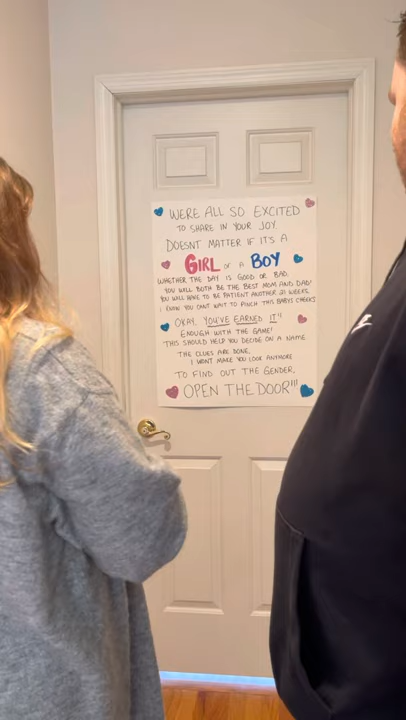 WERE ALL SO EXCITED
TO SHARE IN YOUR JOY.
DOESNT MATTER IF IT'S A
GIRL OR A BOY
WHETHER THE DAY IS GOOD OR BAD,
YOU WILL BOTH BE THE BEST MOM AND DAD!
YOU WILL HAVE TO BE PATIENT ANOTHER 21 WEEKS,
I KNOW YOU CANT WAIT TO PINCH THIS BABYS CHEEKS!
OKAY, YOU'VE EARNED IT"
ENOUGH WITH THE GAME!
THIS SHOULD HELP YOU DECIDE ON A NAME
THE CLUES ARE DONE,
I WONT MAKE YOU LOOK ANYMORE
TO FIND OUT THE GENDER,
OPEN THE DOOR!!!